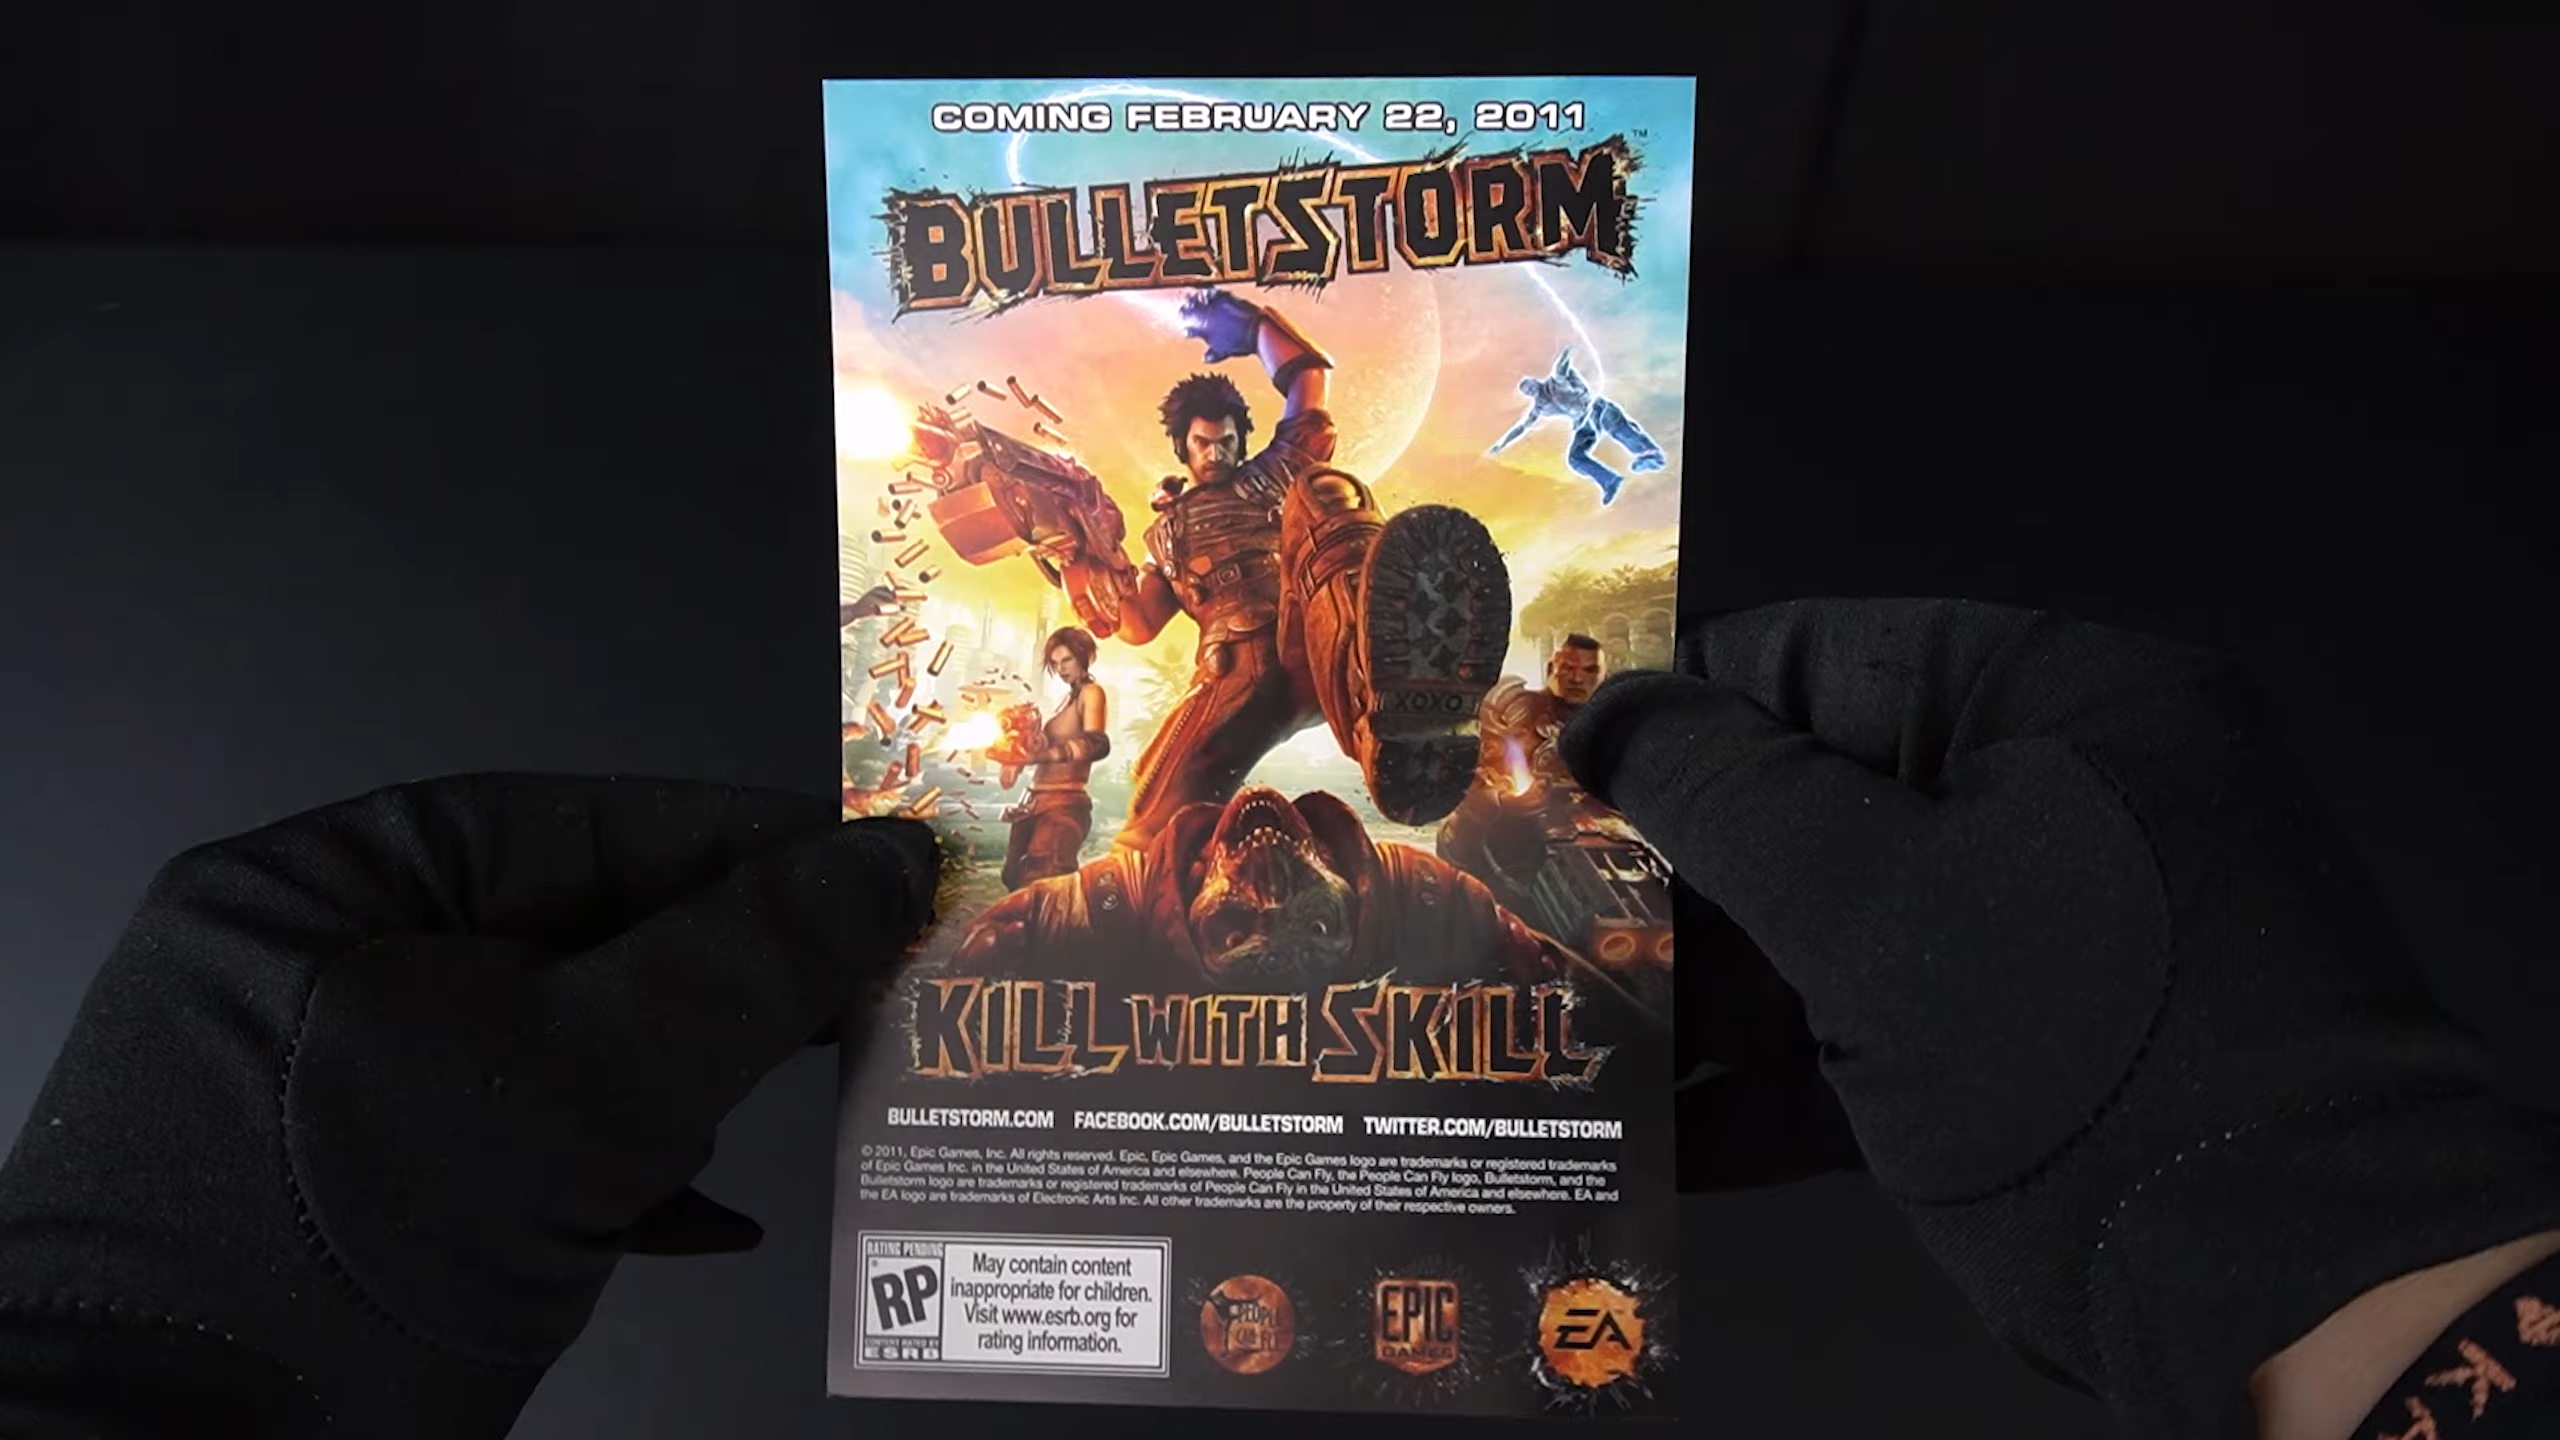 COMING FEBRUARY 22, 2011
BULLETSTORM™
XOXO
KILL WITH SKILL
BULLETSTORM.COM FACEBOOK.COM/BULLETSTORM TWITTER.COM/BULLETSTORM
© 2011, Epic Games, Inc. All rights reserved. Epic, Epic Games, and the Epic Games logo are trademarks or registered trademarks
of Epic Games Inc. in the United States of America and elsewhere. People Can Fly, the People Can Fly logo, Bulletstorm, and the
Bulletstorm logo are trademarks or registered trademarks of People Can Fly in the United States of America and elsewhere. EA and
the EA logo are trademarks of Electronic Arts Inc. All other trademarks are the property of their respective owners.
RATING PENDING
RP
®
CONTENT RATED BY
ESRB
May contain content
inappropriate for children.
Visit www.esrb.org for
rating information.
PEOPLE
CAN FLY
EPIC
GAMES
EA